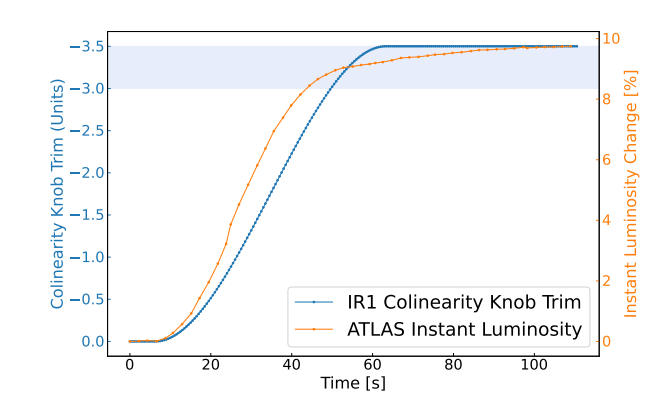 Colinearity Knob Trim (Units)
−3.5
−3.0
−2.5
−2.0
−1.5
−1.0
−0.5
0.0
10
8
6
4
2
0
Instant Luminosity Change [%]
IR1 Colinearity Knob Trim
ATLAS Instant Luminosity
0 20 40 60 80 100
Time [s]